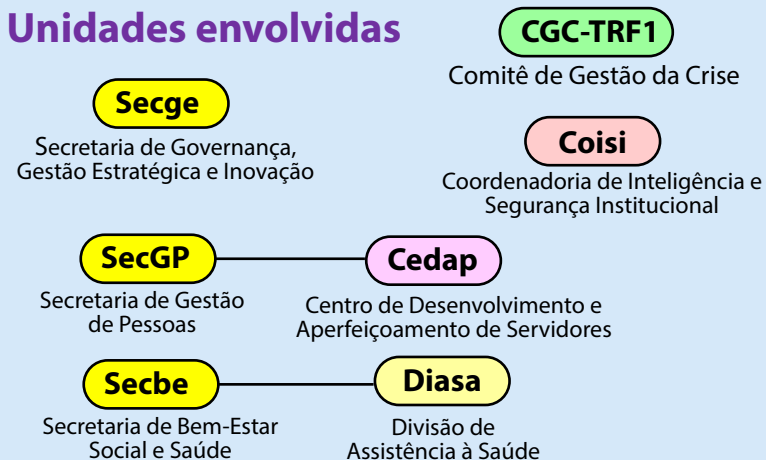 Unidades envolvidas
CGC-TRF1
Comitê de Gestão da Crise
Secge
Secretaria de Governança,
Gestão Estratégica e Inovação
Coisi
Coordenadoria de Inteligência e
Segurança Institucional
SecGP
Secretaria de Gestão
de Pessoas
Cedap
Centro de Desenvolvimento e
Aperfeiçoamento de Servidores
Secbe
Secretaria de Bem-Estar
Social e Saúde
Diasa
Divisão de
Assistência à Saúde